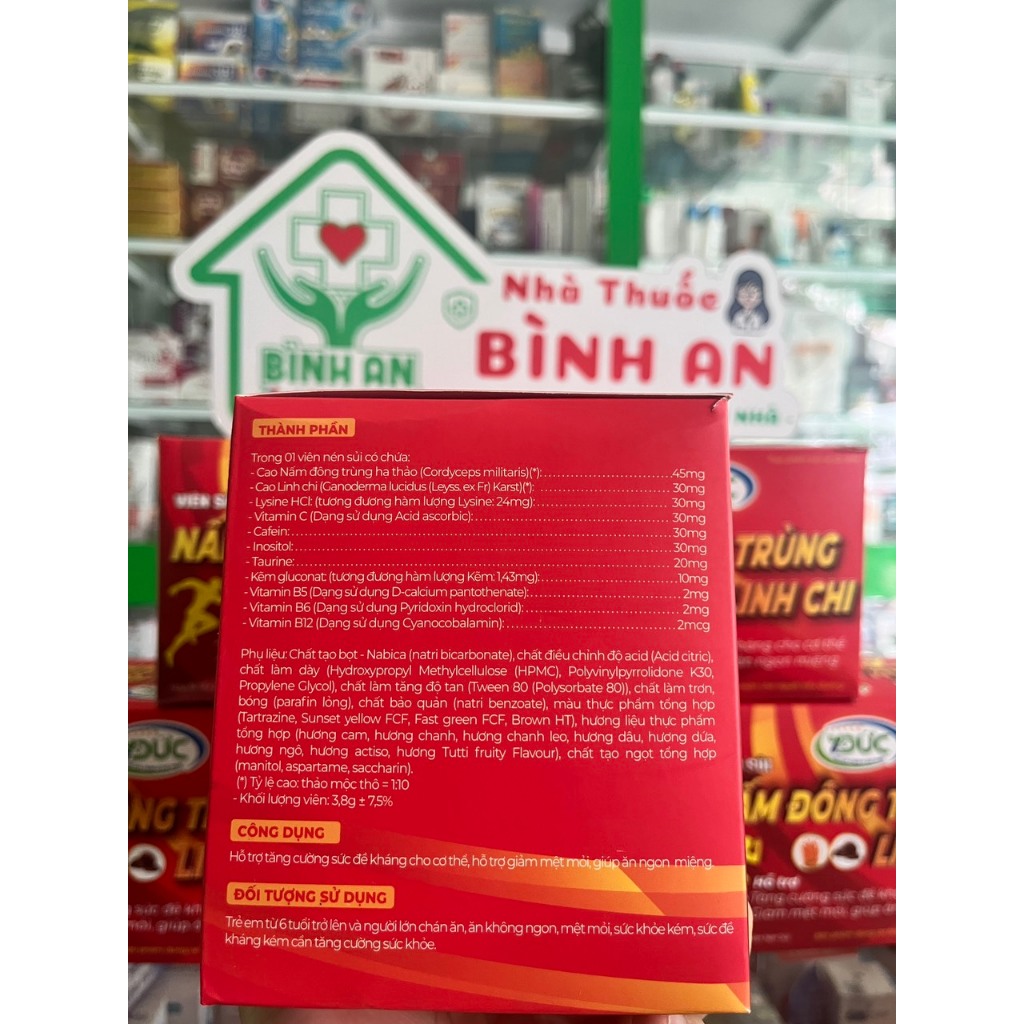 Nhà Thuốc
BÌNH AN
BÌNH AN
NHÀ
THÀNH PHẦN
Trong 01 viên nén sủi có chứa:
- Cao Nấm đông trùng hạ thảo (Cordyceps militaris)(*):........45mg
- Cao Linh chi (Ganoderma lucidus (Leyss. ex Fr) Karst)(*):........30mg
- Lysine HCl: (tương đương hàm lượng Lysine: 24mg):........30mg
- Vitamin C (Dạng sử dụng Acid ascorbic):........30mg
- Cafein:........30mg
- Inositol:........30mg
- Taurine:........20mg
- Kẽm gluconat: (tương đương hàm lượng Kẽm: 1,43mg):........10mg
- Vitamin B5 (Dạng sử dụng D-calcium pantothenate):........2mg
- Vitamin B6 (Dạng sử dụng Pyridoxin hydroclorid):........2mg
- Vitamin B12 (Dạng sử dụng Cyanocobalamin):........2mcg
Phụ liệu: Chất tạo bọt - Nabica (natri bicarbonate), chất điều chỉnh độ acid (Acid citric),
chất làm dày (Hydroxypropyl Methylcellulose (HPMC), Polyvinylpyrrolidone K30,
Propylene Glycol), chất làm tăng độ tan (Tween 80 (Polysorbate 80)), chất làm trơn,
bóng (parafin lỏng), chất bảo quản (natri benzoate), màu thực phẩm tổng hợp
(Tartrazine, Sunset yellow FCF, Fast green FCF, Brown HT), hương liệu thực phẩm
tổng hợp (hương cam, hương chanh, hương chanh leo, hương dâu, hương dứa,
hương ngô, hương actiso, hương Tutti fruity Flavour), chất tạo ngọt tổng hợp
(manitol, aspartame, saccharin).
(*) Tỷ lệ cao: thảo mộc thô = 1:10
- Khối lượng viên: 3,8g ± 7,5%
CÔNG DỤNG
Hỗ trợ tăng cường sức đề kháng cho cơ thể, hỗ trợ giảm mệt mỏi, giúp ăn ngon miệng.
ĐỐI TƯỢNG SỬ DỤNG
Trẻ em từ 6 tuổi trở lên và người lớn chán ăn, ăn không ngon, mệt mỏi, sức khỏe kém, sức đề
kháng kém cần tăng cường sức khỏe.
VIÊN
NẤ
TRÙNG
INH CHI
ĐỨC
ẤM ĐÔNG T
LI
Hỗ trợ
NG T
LI